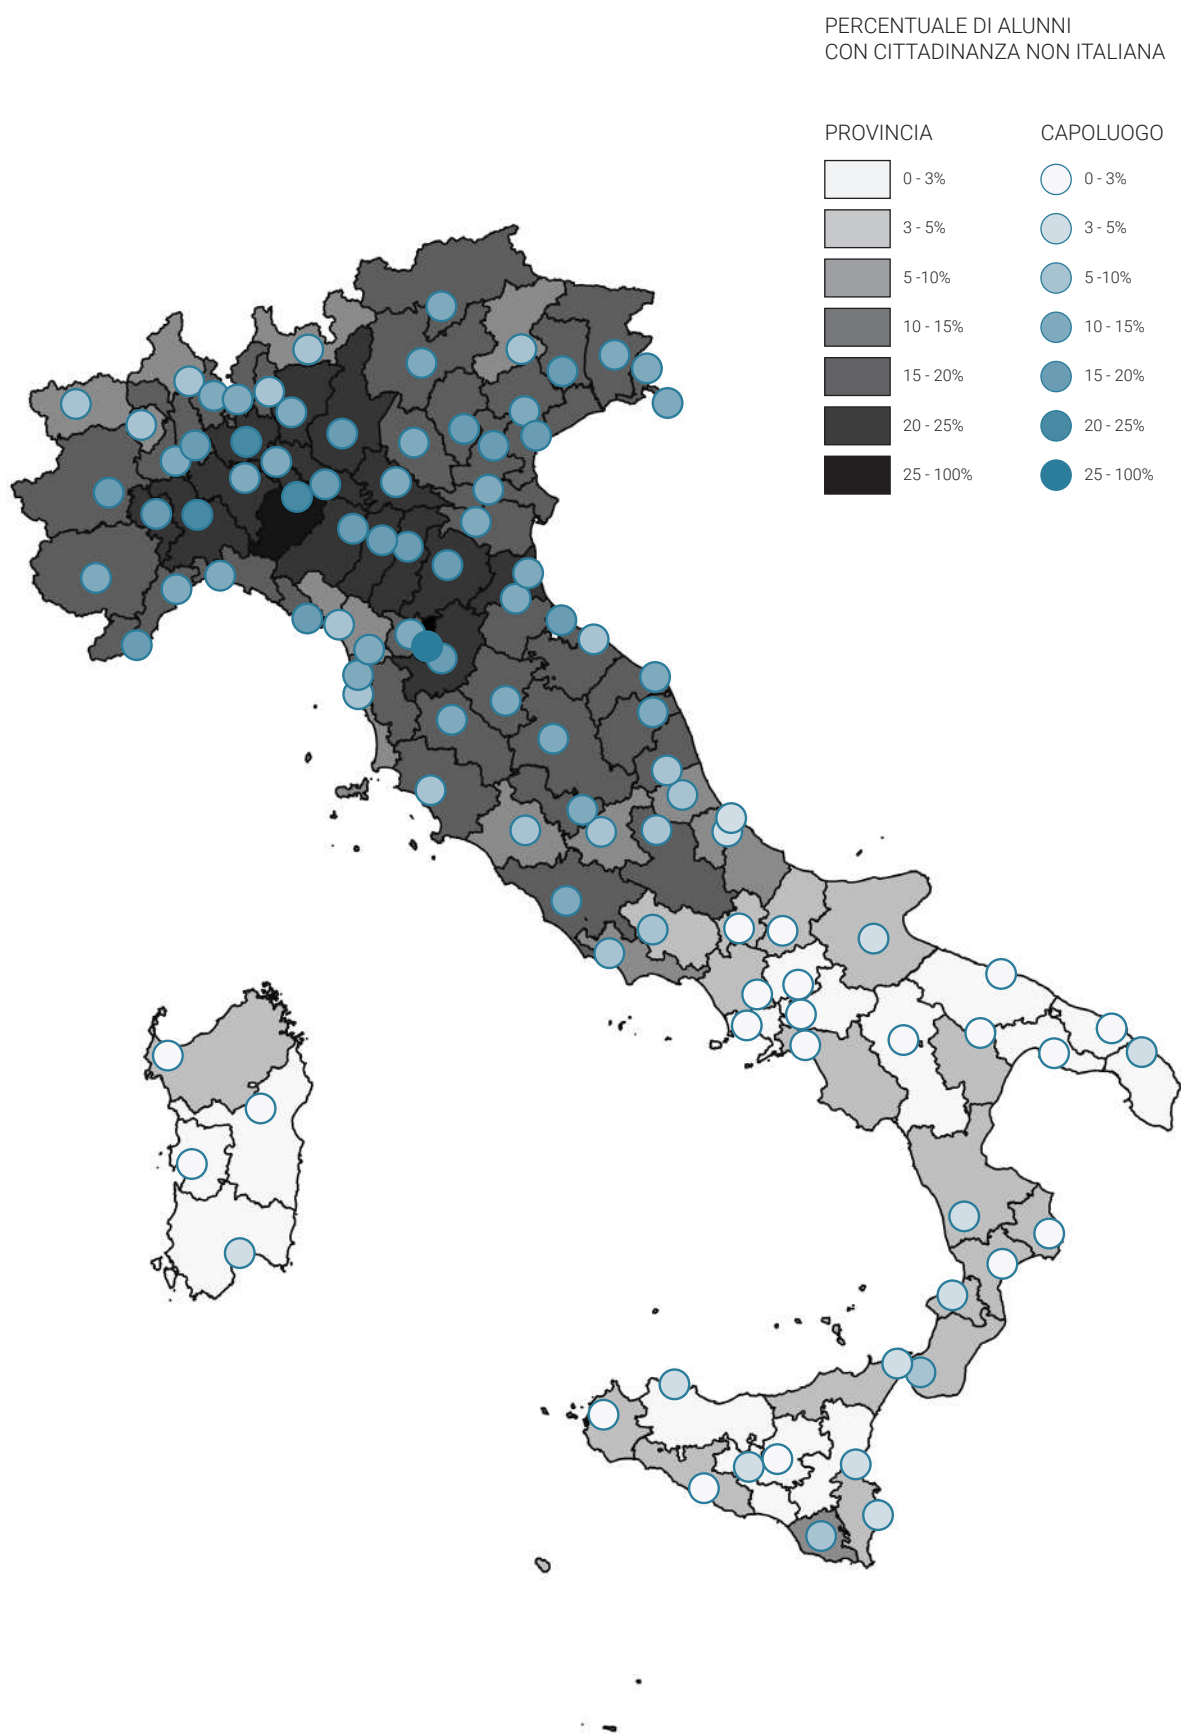 PERCENTUALE DI ALUNNI
CON CITTADINANZA NON ITALIANA
PROVINCIA
0 - 3%
3 - 5%
5 -10%
10 - 15%
15 - 20%
20 - 25%
25 - 100%
CAPOLUOGO
0 - 3%
3 - 5%
5 -10%
10 - 15%
15 - 20%
20 - 25%
25 - 100%